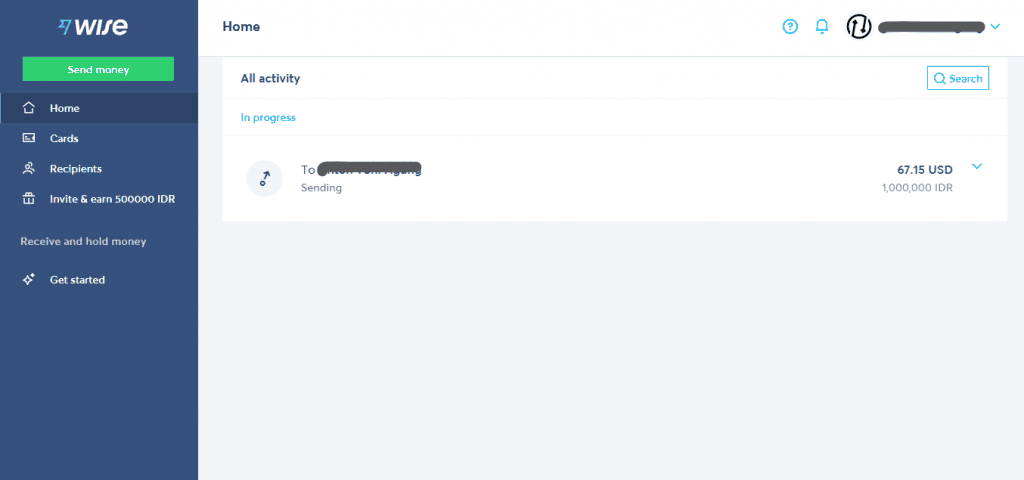 wise
Send money
Home
Cards
Recipients
Invite & earn 500000 IDR
Receive and hold money
Get started
Home
All activity
Search
In progress
To
67.15 USD
Sending
1,000,000 IDR